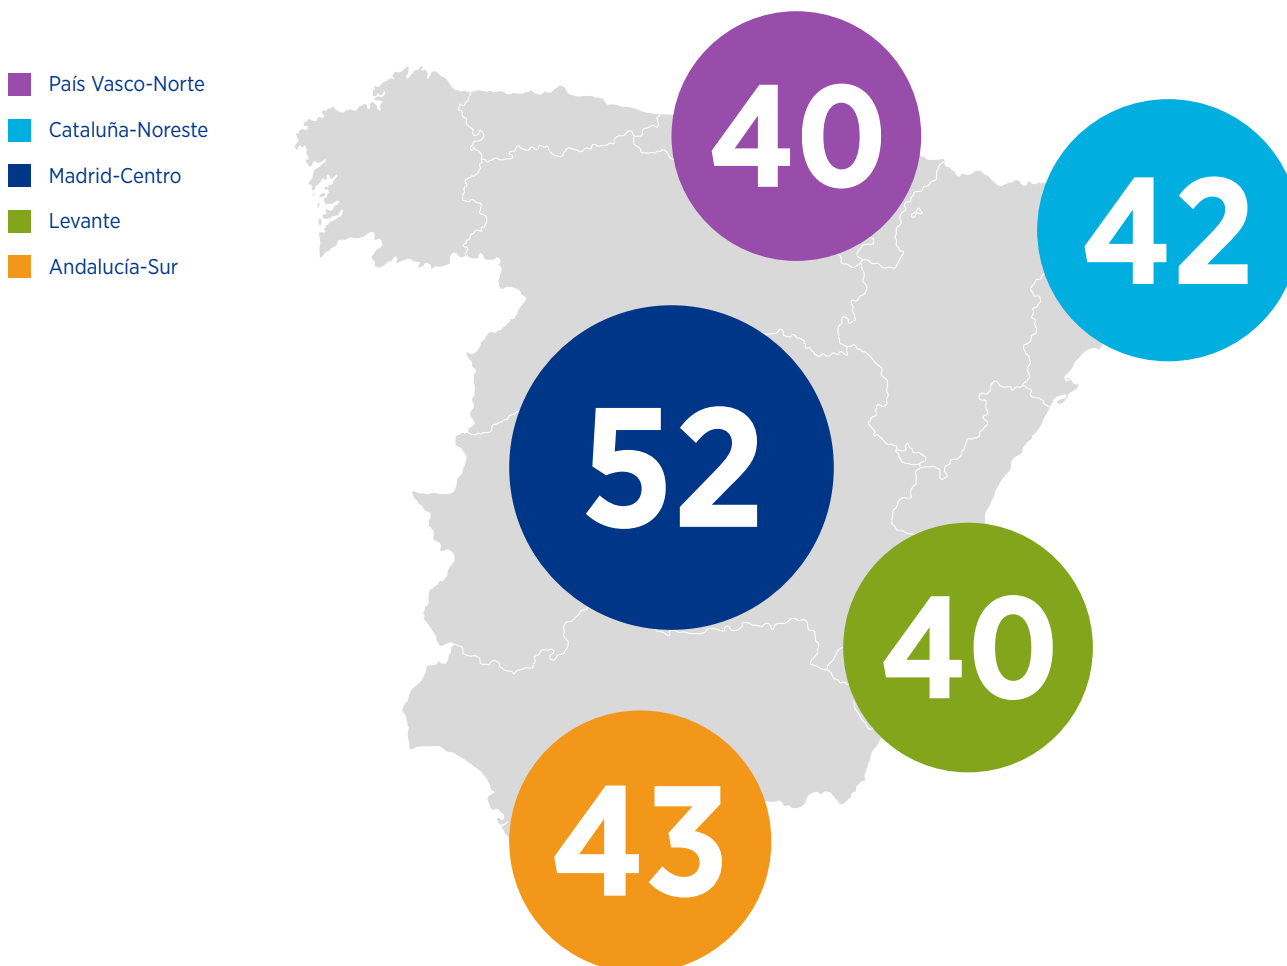 País Vasco-Norte
Cataluña-Noreste
Madrid-Centro
Levante
Andalucía-Sur
40
42
52
40
43